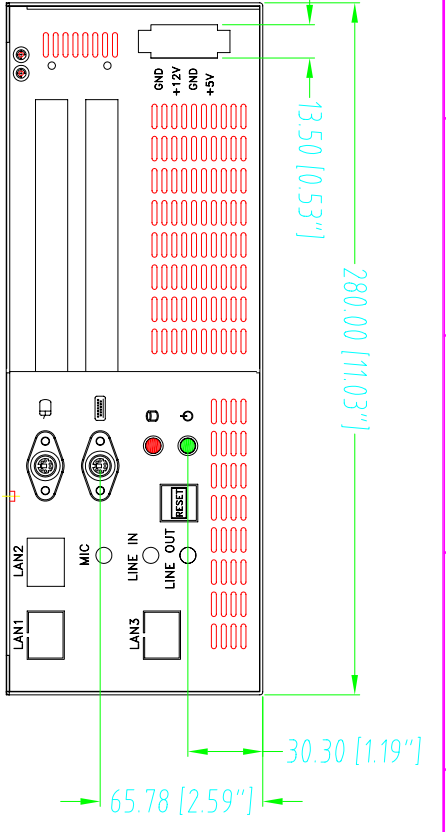 GND
+12V
GND
+5V
13.50 [0.53"]
280.00 [11.03"]
RESET
LAN2
MIC
LINE IN
LINE OUT
LAN1
LAN3
30.30 [1.19"]
65.78 [2.59"]